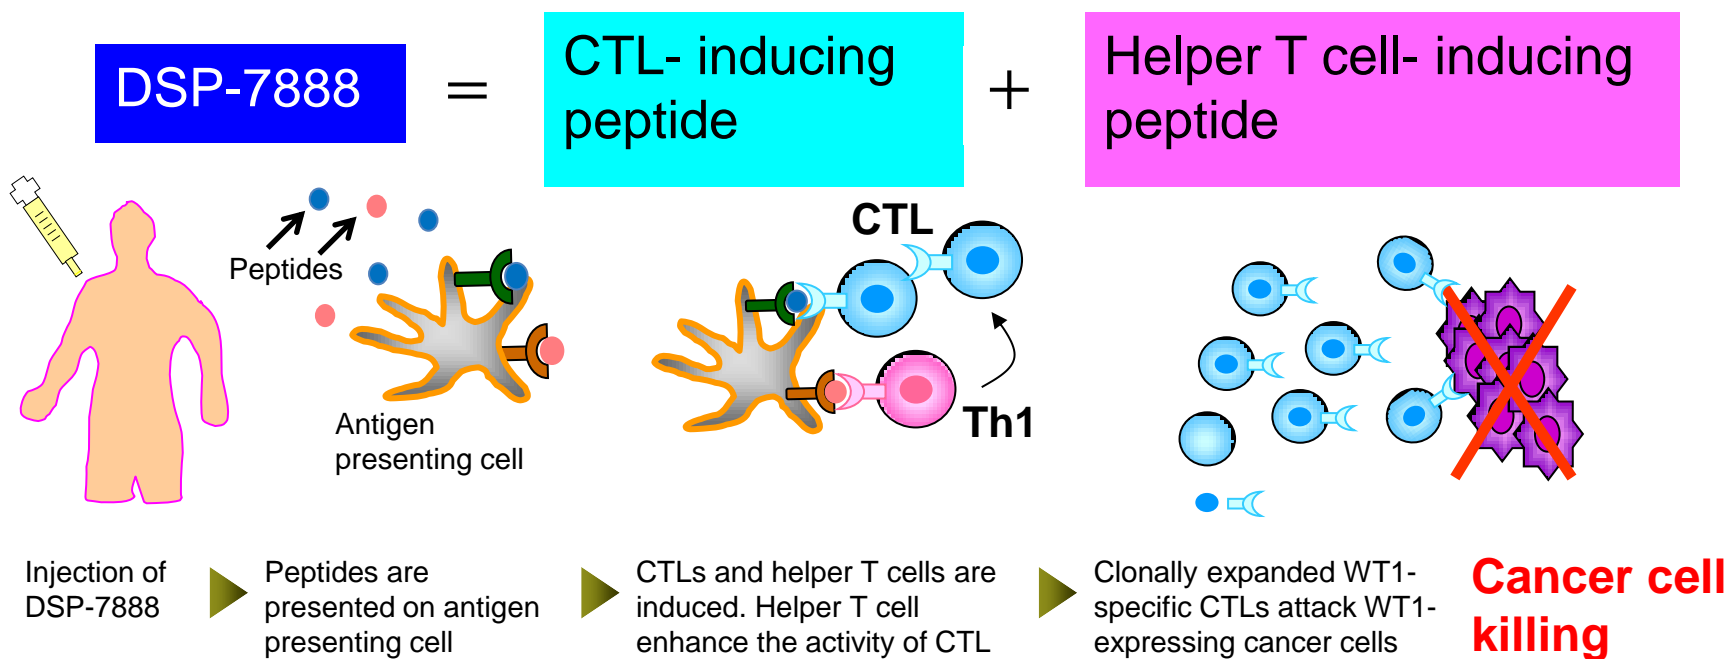 DSP-7888
=
CTL- inducing
peptide
+
Helper T cell- inducing
peptide
Peptides
Antigen
presenting cell
CTL
Th1
Injection of
DSP-7888
Peptides are
presented on antigen
presenting cell
CTLs and helper T cells are
induced. Helper T cell
enhance the activity of CTL
Clonally expanded WT1-
specific CTLs attack WT1-
expressing cancer cells
Cancer cell
killing